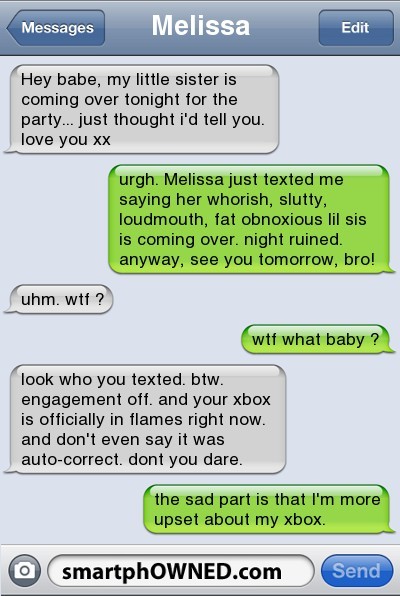 Messages
Melissa
Edit
Hey babe, my little sister is
coming over tonight for the
party... just thought i'd tell you.
love you xx
urgh. Melissa just texted me
saying her whorish, slutty,
loudmouth, fat obnoxious lil sis
is coming over. night ruined.
anyway, see you tomorrow, bro!
uhm. wtf ?
wtf what baby ?
look who you texted. btw.
engagement off. and your xbox
is officially in flames right now.
and don't even say it was
auto-correct. dont you dare.
the sad part is that I'm more
upset about my xbox.
smartphOWNED.com
Send